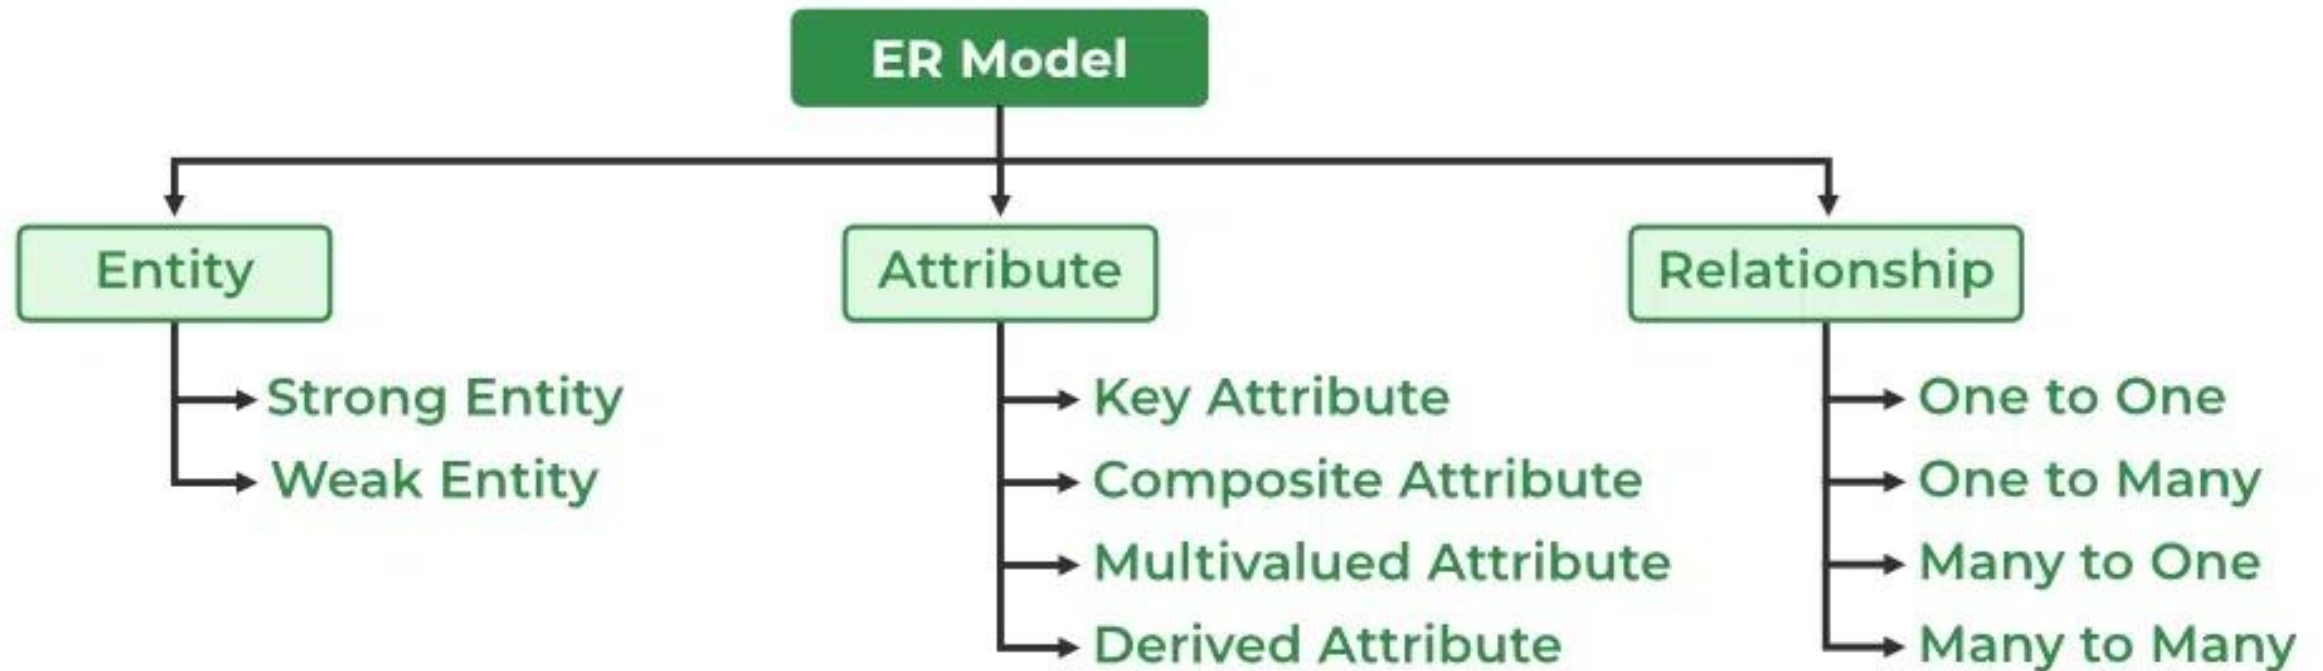 ER Model
Entity
Strong Entity
Weak Entity
Attribute
Key Attribute
Composite Attribute
Multivalued Attribute
Derived Attribute
Relationship
One to One
One to Many
Many to One
Many to Many